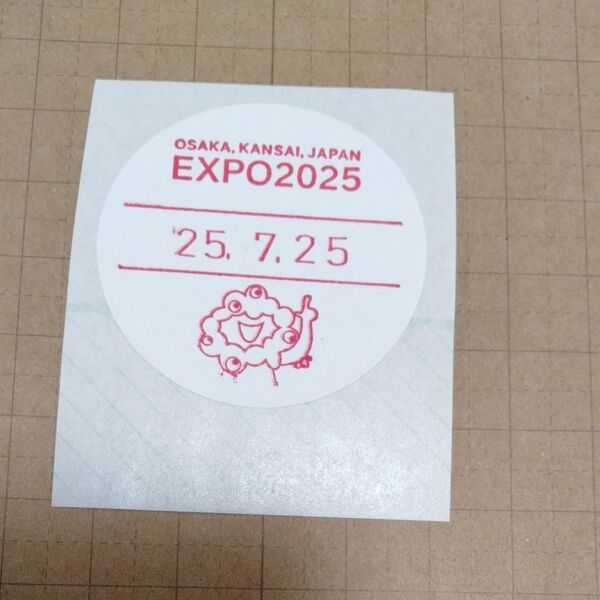 OSAKA, KANSAI, JAPAN
EXPO2025
'25. 7. 25